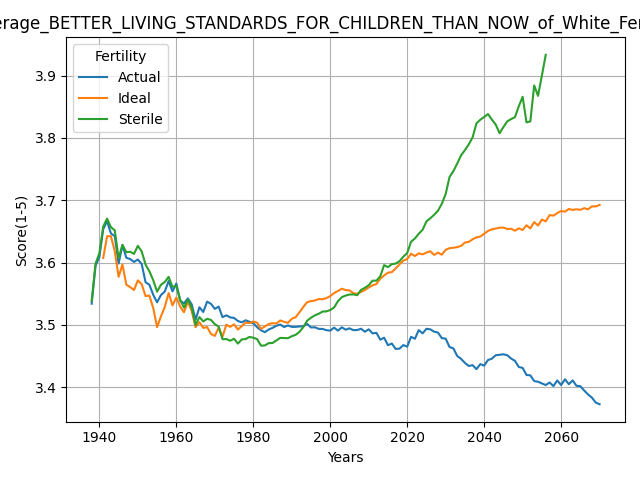 erage_BETTER_LIVING_STANDARDS_FOR_CHILDREN_THAN_NOW_of_White_Fe
Fertility
Actual
Ideal
Sterile
Score(1-5)
3.9
3.8
3.7
3.6
3.5
3.4
1940 1960 1980 2000 2020 2040 2060
Years